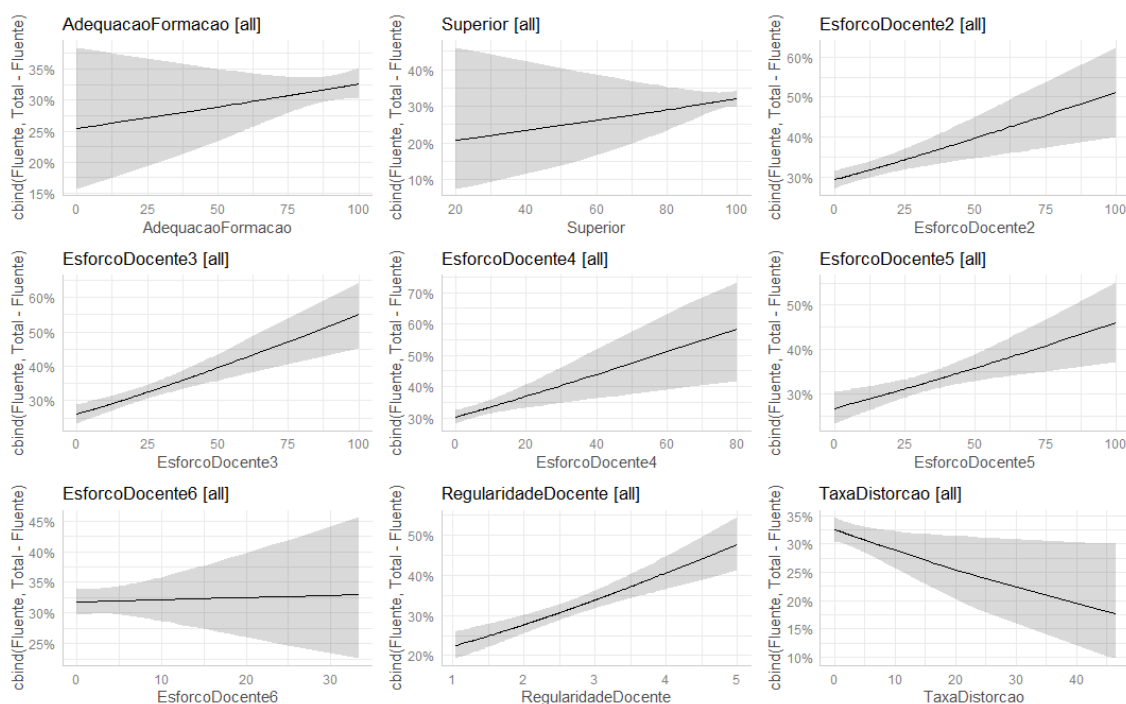 AdequacaoFormacao [all]
cbind(Fluente, Total - Fluente)
35%
30%
25%
20%
15%
0 25 50 75 100
AdequacaoFormacao
Superior [all]
cbind(Fluente, Total - Fluente)
40%
30%
20%
10%
20 40 60 80 100
Superior
EsforcoDocente2 [all]
cbind(Fluente, Total - Fluente)
60%
50%
40%
30%
0 25 50 75 100
EsforcoDocente2
EsforcoDocente3 [all]
cbind(Fluente, Total - Fluente)
60%
50%
40%
30%
0 25 50 75 100
EsforcoDocente3
EsforcoDocente4 [all]
cbind(Fluente, Total - Fluente)
70%
60%
50%
40%
30%
0 20 40 60 80
EsforcoDocente4
EsforcoDocente5 [all]
cbind(Fluente, Total - Fluente)
50%
40%
30%
0 25 50 75 100
EsforcoDocente5
EsforcoDocente6 [all]
cbind(Fluente, Total - Fluente)
45%
40%
35%
30%
25%
0 10 20 30
EsforcoDocente6
RegularidadeDocente [all]
cbind(Fluente, Total - Fluente)
50%
40%
30%
20%
1 2 3 4 5
RegularidadeDocente
TaxaDistorcao [all]
cbind(Fluente, Total - Fluente)
35%
30%
25%
20%
15%
10%
0 10 20 30 40
TaxaDistorcao